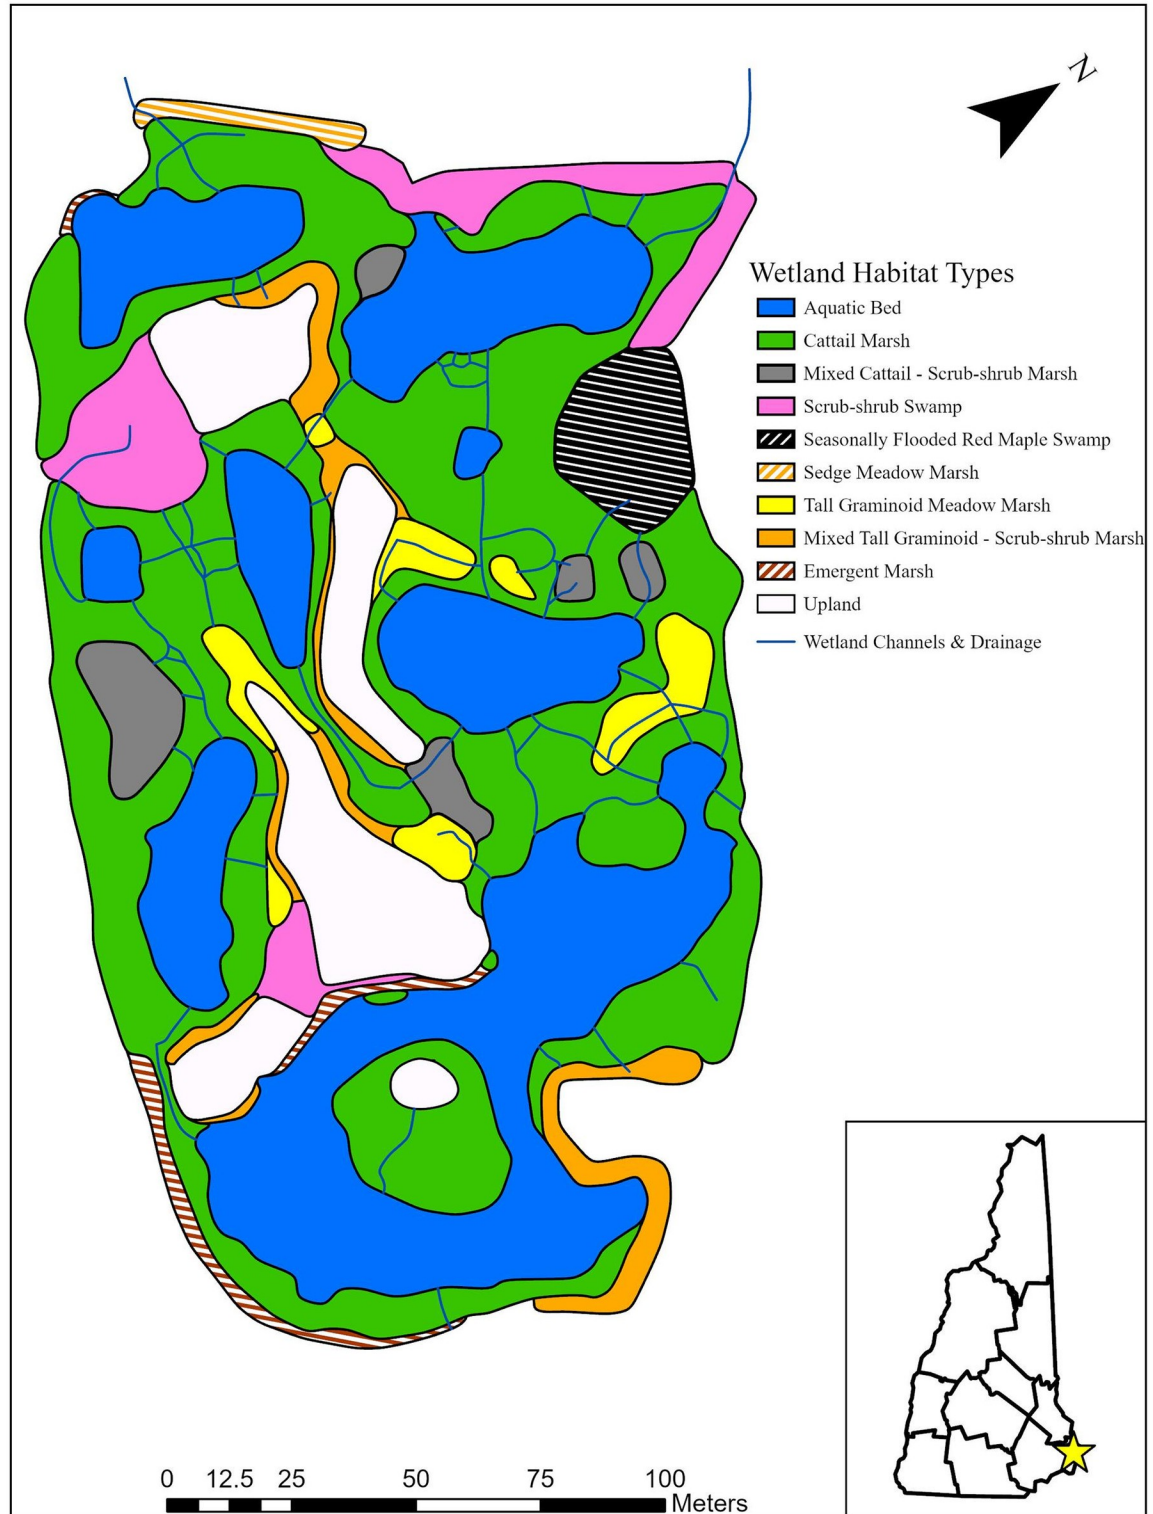 N
Wetland Habitat Types
Aquatic Bed
Cattail Marsh
Mixed Cattail - Scrub-shrub Marsh
Scrub-shrub Swamp
Seasonally Flooded Red Maple Swamp
Sedge Meadow Marsh
Tall Graminoid Meadow Marsh
Mixed Tall Graminoid - Scrub-shrub Marsh
Emergent Marsh
Upland
Wetland Channels & Drainage
0 12.5 25 50 75 100
Meters